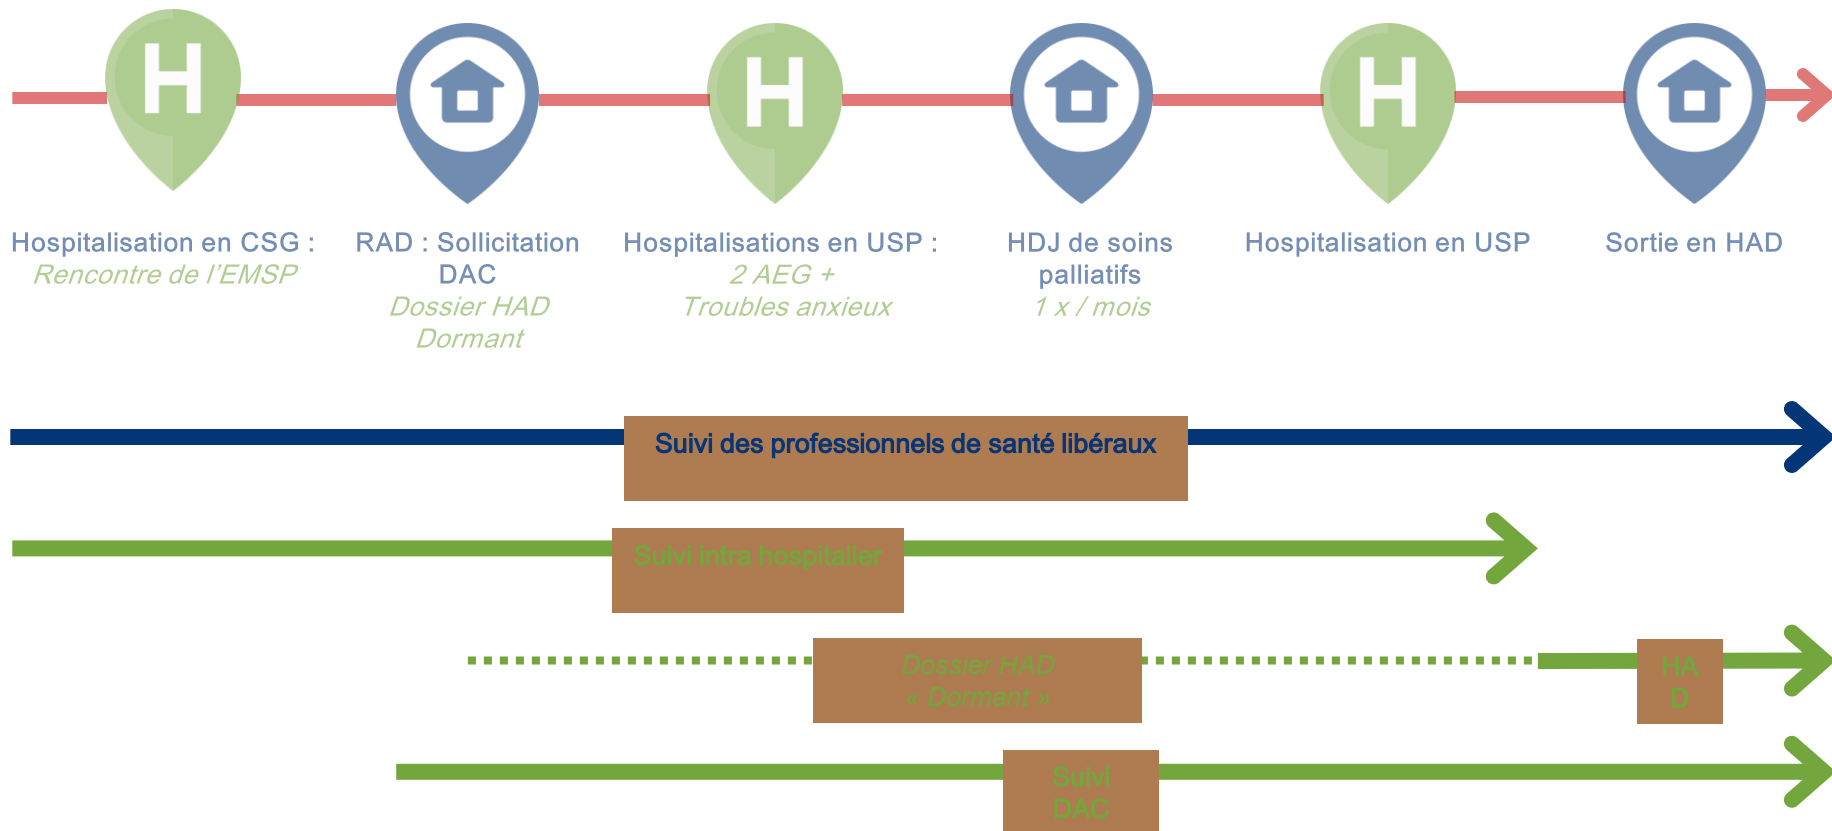 H
H
H
Hospitalisation en CSG :
Rencontre de l'EMSP
RAD : Sollicitation
DAC
Dossier HAD
Dormant
Hospitalisations en USP :
2 AEG +
Troubles anxieux
HDJ de soins
palliatifs
1 x / mois
Hospitalisation en USP
Sortie en HAD
Suivi des professionnels de santé libéraux
Suivi intra hospitalier
Dossier HAD
« Dormant »
HA
D
Suivi
DAC